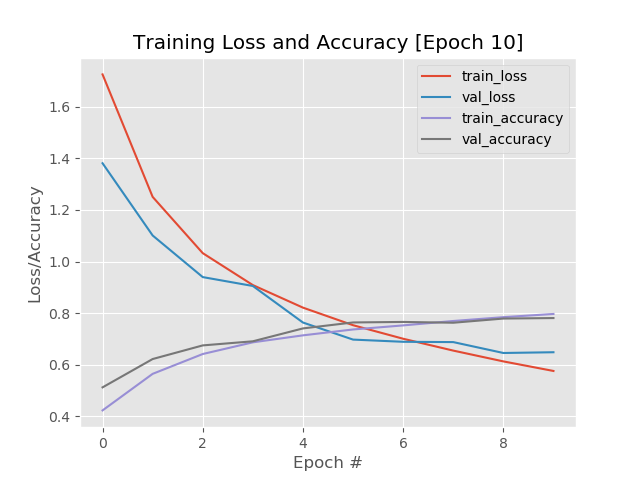 Training Loss and Accuracy [Epoch 10]
train_loss
val_loss
train_accuracy
val_accuracy
Loss/Accuracy
1.6
1.4
1.2
1.0
0.8
0.6
0.4
0 2 4 6 8
Epoch #